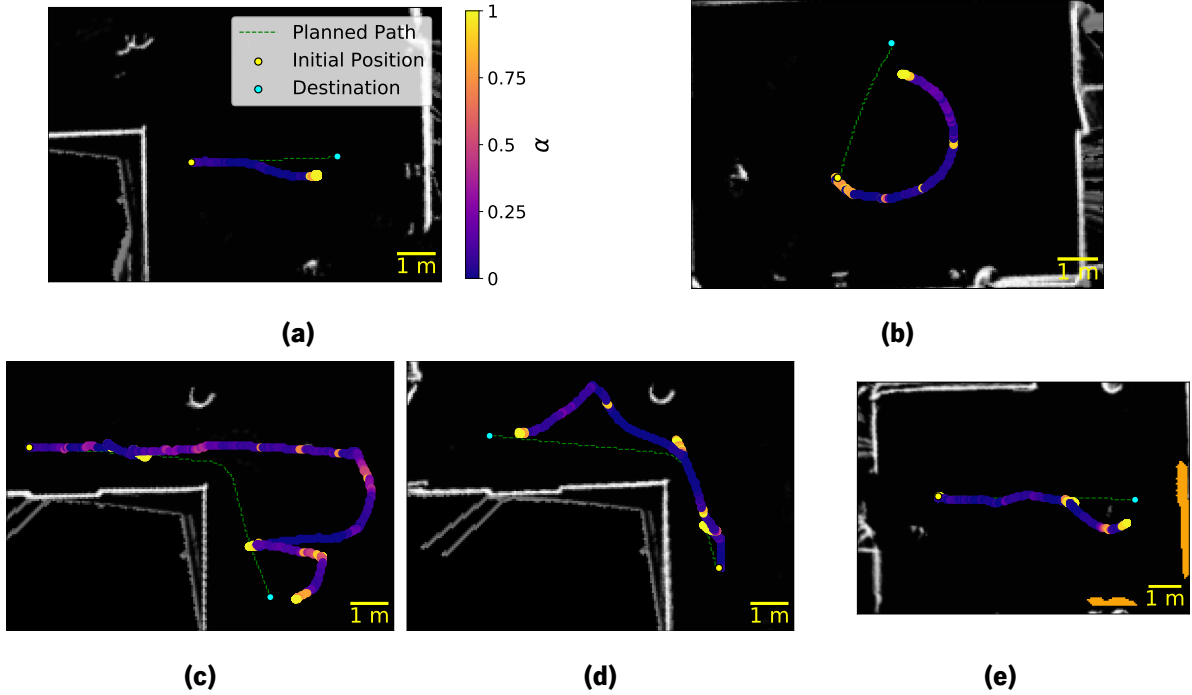 Planned Path
Initial Position
Destination
1
0.75
0.5
0.25
0
α
1 m
1 m
(a)
(b)
1 m
1 m
1 m
(c)
(d)
(e)